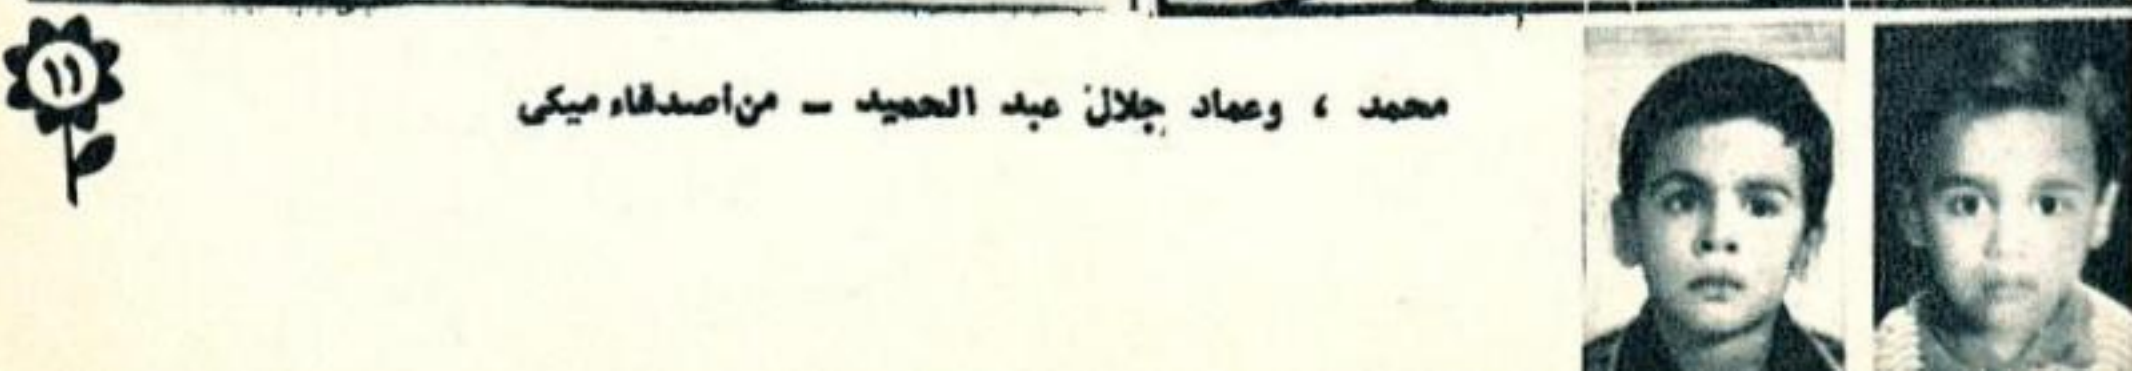 محمد ، وعماد جلال عبد الحميد – من أصدقاء ميكى
١١